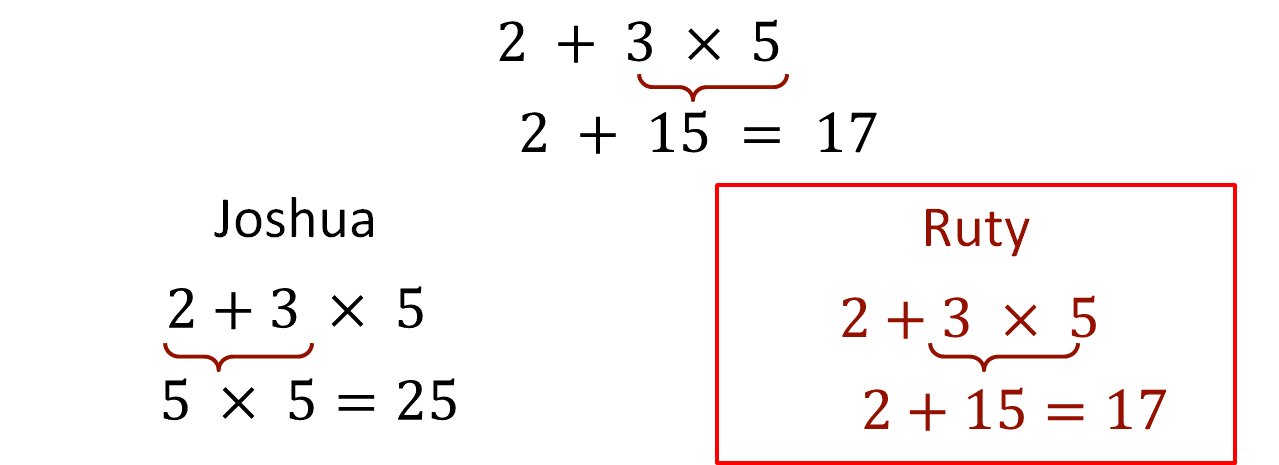 2 + 3 × 5
2 + 15 = 17
Joshua
2 + 3 × 5
5 × 5 = 25
Ruty
2 + 3 × 5
2 + 15 = 17